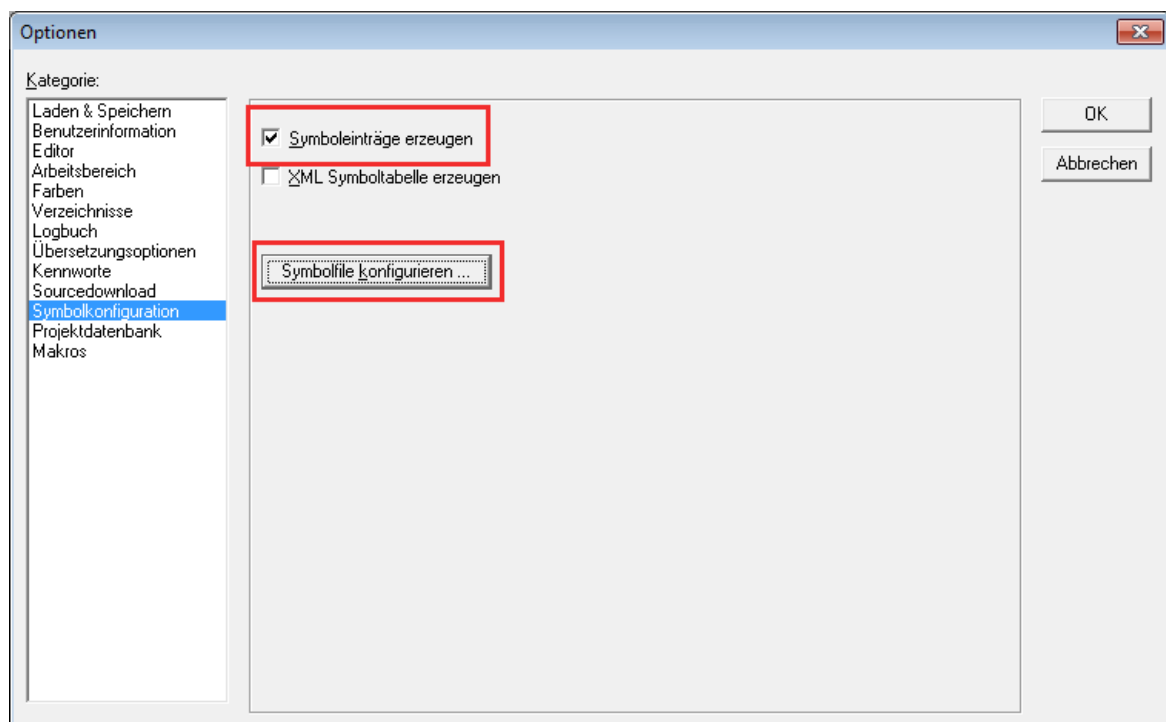 Optionen
Kategorie:
Laden & Speichern
Benutzerinformation
Editor
Arbeitsbereich
Farben
Verzeichnisse
Logbuch
Übersetzungsoptionen
Kennworte
Sourcedownload
Symbolkonfiguration
Projektdatenbank
Makros
Symboleinträge erzeugen
XML Symboltabelle erzeugen
Symbolfile konfigurieren ...
OK
Abbrechen